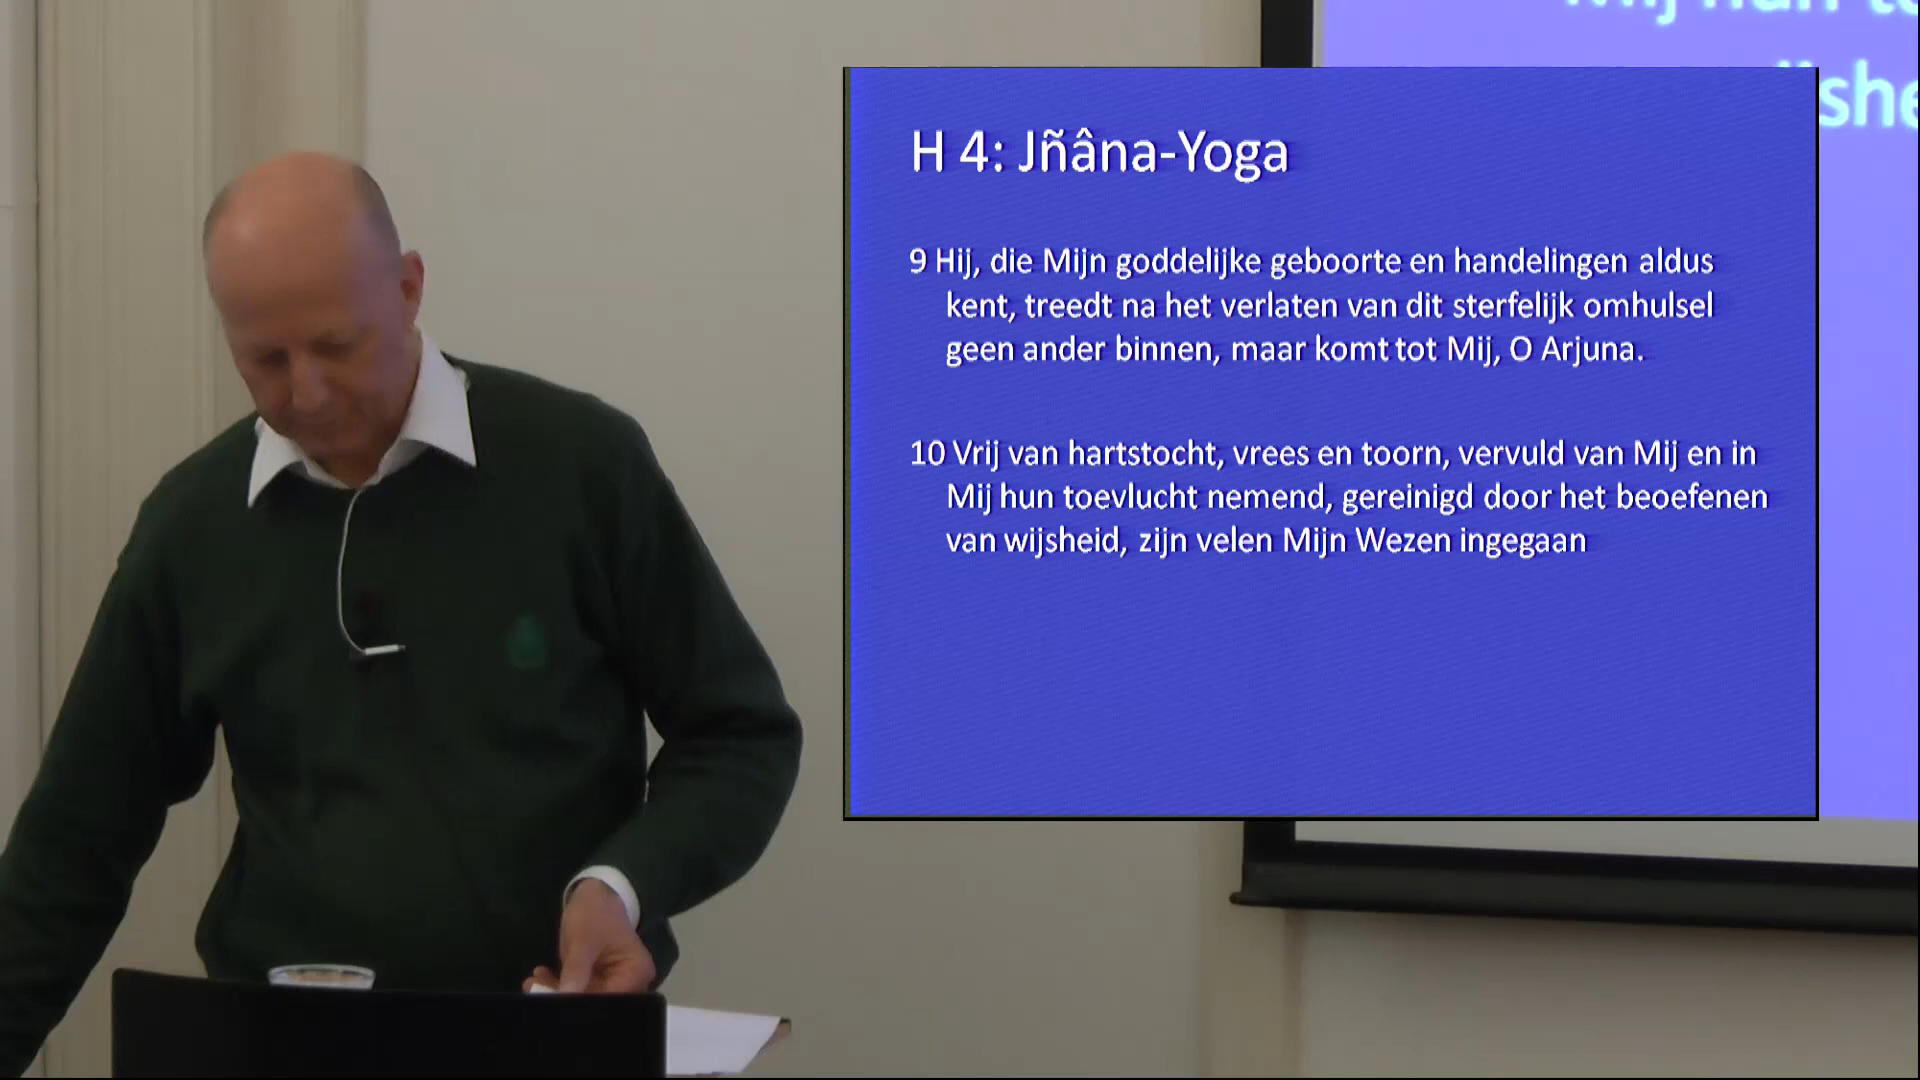 H 4: Jñâna-Yoga
9 Hij, die Mijn goddelijke geboorte en handelingen aldus
kent, treedt na het verlaten van dit sterfelijk omhulsel
geen ander binnen, maar komt tot Mij, O Arjuna.
10 Vrij van hartstocht, vrees en toorn, vervuld van Mij en in
Mij hun toevlucht nemend, gereinigd door het beoefenen
van wijsheid, zijn velen Mijn Wezen ingegaan